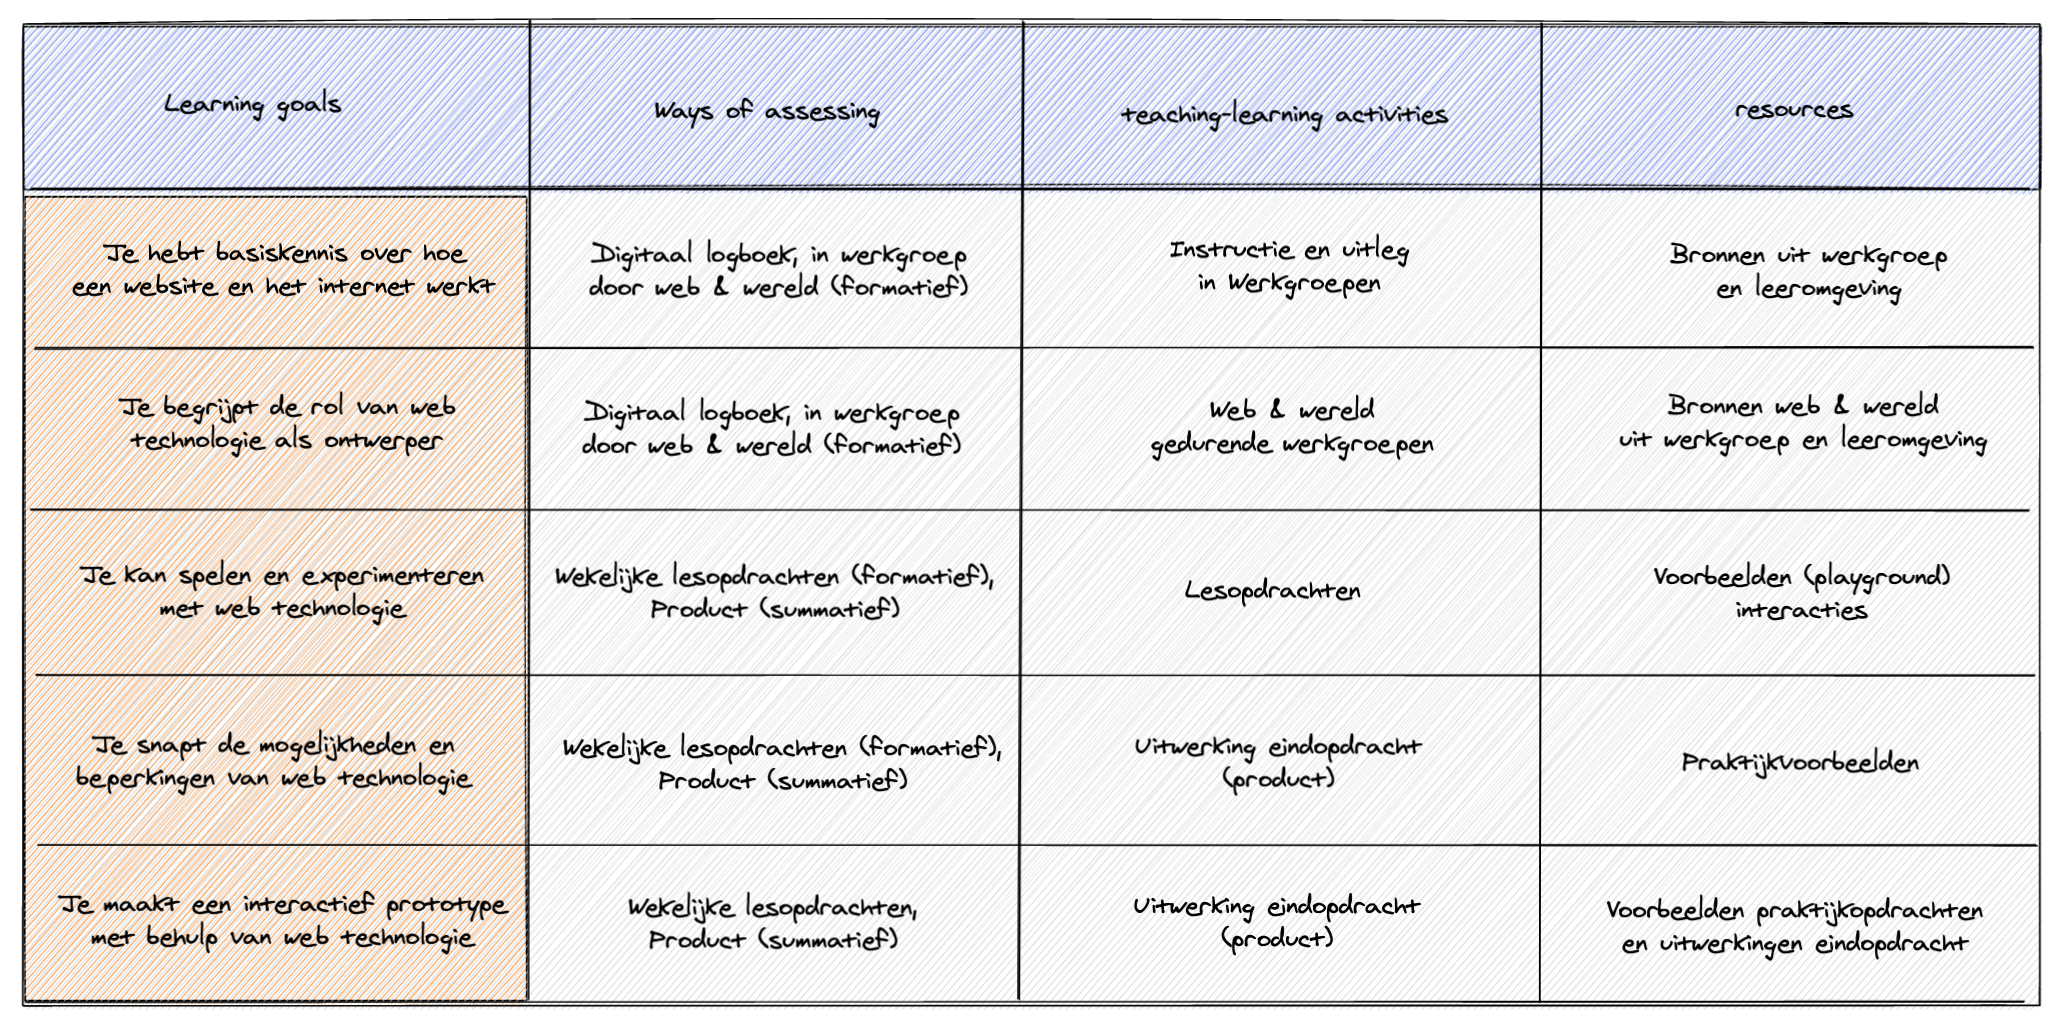 Learning goals
Ways of assessing
teaching-learning activities
resources
Je hebt basiskennis over hoe
een website en het internet werkt
Digitaal logboek, in werkgroep
door web & wereld (formatief)
Instructie en uitleg
in Werkgroepen
Bronnen uit werkgroep
en leeromgeving
Je begrijpt de rol van web
technologie als ontwerper
Digitaal logboek, in werkgroep
door web & wereld (formatief)
Web & wereld
gedurende werkgroepen
Bronnen web & wereld
uit werkgroep en leeromgeving
Je kan spelen en experimenteren
met web technologie
Wekelijke lesopdrachten (formatief),
Product (summatief)
Lesopdrachten
Voorbeelden (playground)
interacties
Je snapt de mogelijkheden en
beperkingen van web technologie
Wekelijke lesopdrachten (formatief),
Product (summatief)
Uitwerking eindopdracht
(product)
Praktijkvoorbeelden
Je maakt een interactief prototype
met behulp van web technologie
Wekelijke lesopdrachten,
Product (summatief)
Uitwerking eindopdracht
(product)
Voorbeelden praktijkopdrachten
en uitwerkingen eindopdracht